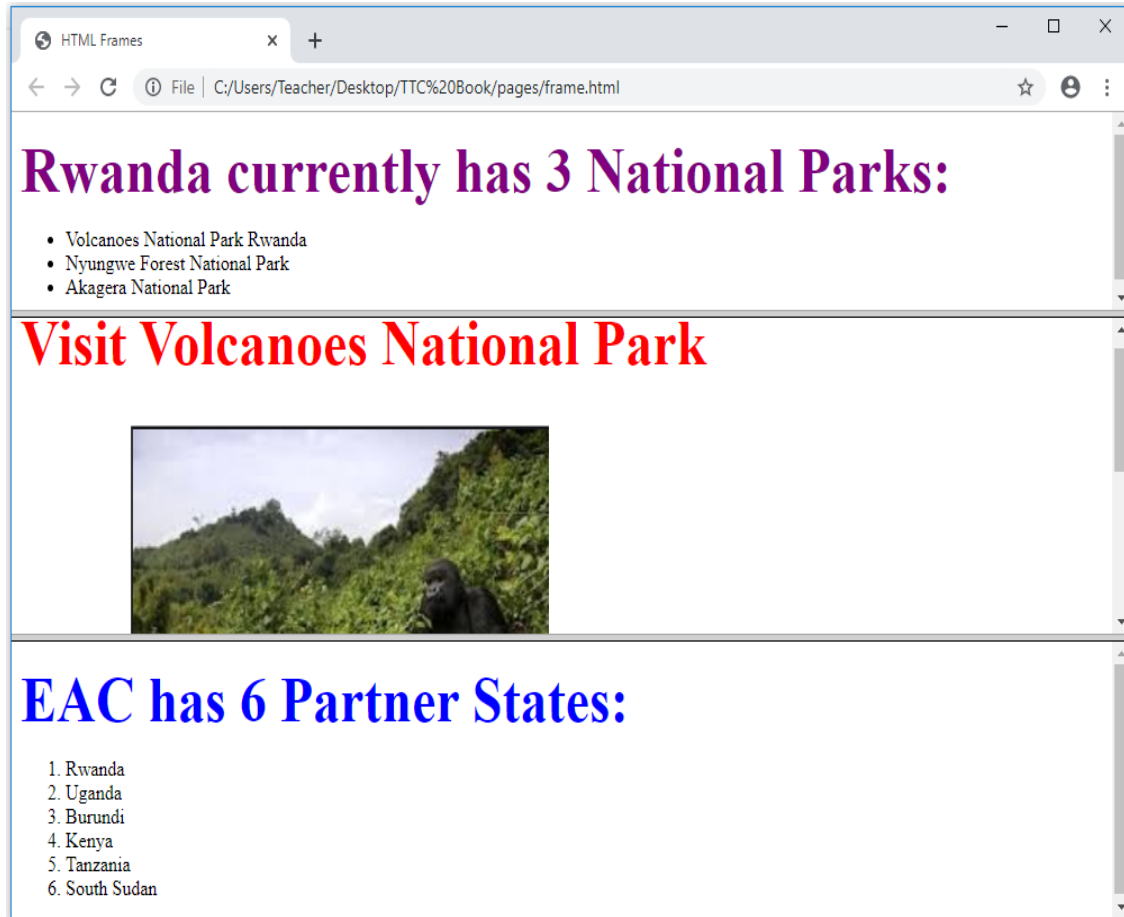 HTML Frames
File C:/Users/Teacher/Desktop/TTC%20Book/pages/frame.html
Rwanda currently has 3 National Parks:
• Volcanoes National Park Rwanda
• Nyungwe Forest National Park
• Akagera National Park
Visit Volcanoes National Park
EAC has 6 Partner States:
1. Rwanda
2. Uganda
3. Burundi
4. Kenya
5. Tanzania
6. South Sudan